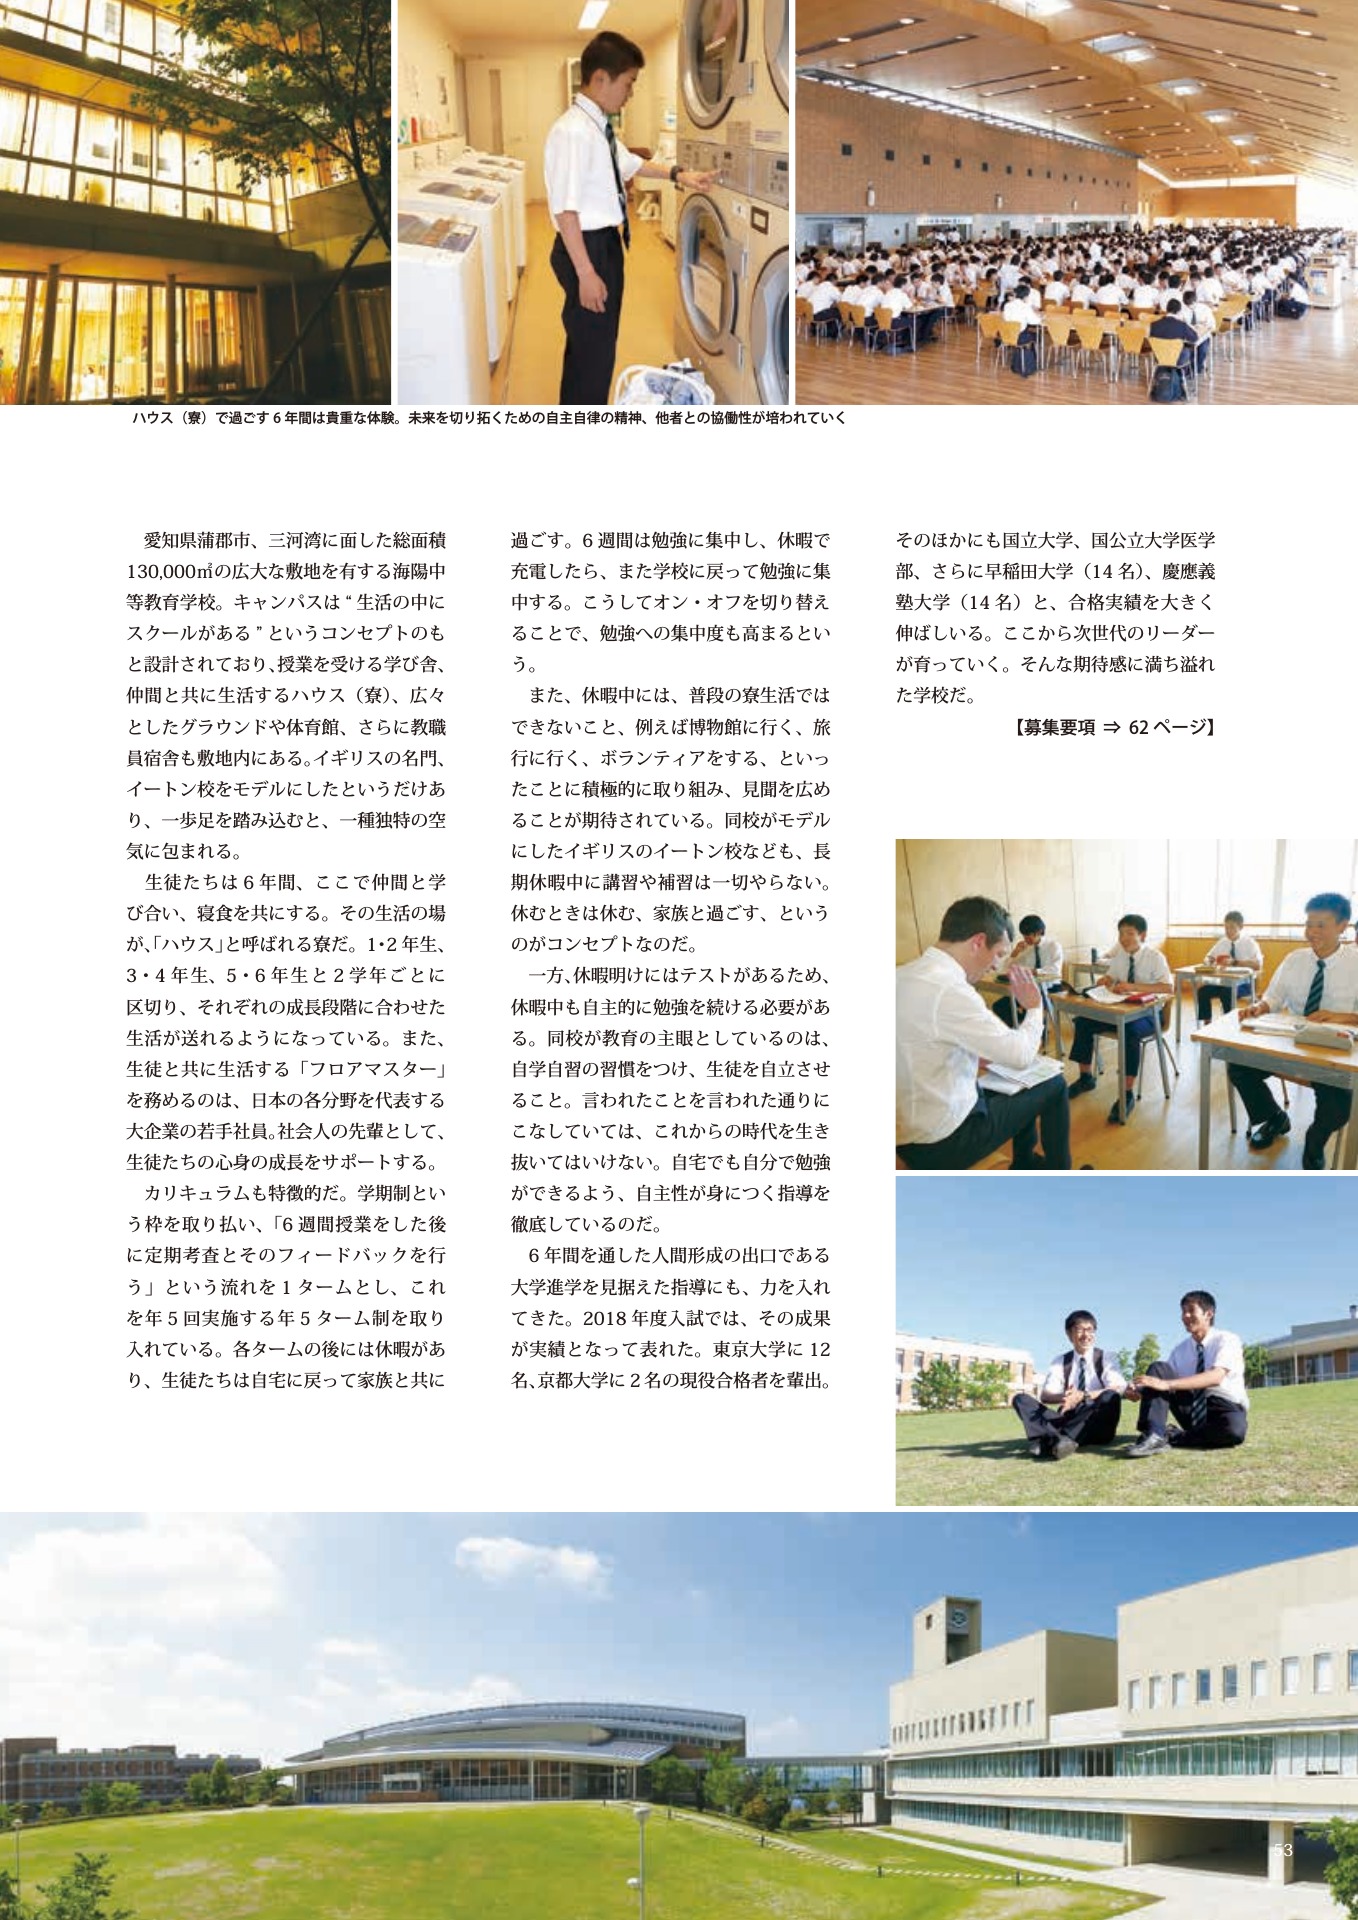 ハウス（寮）で過ごす 6 年間は貴重な体験。未来を切り拓くための自主自律の精神、他者との協働性が培われていく
愛知県蒲郡市、三河湾に面した総面積
130,000㎡の広大な敷地を有する海陽中
等教育学校。キャンパスは “ 生活の中に
スクールがある ” というコンセプトのも
と設計されており、授業を受ける学び舎、
仲間と共に生活するハウス（寮）、広々
としたグラウンドや体育館、さらに教職
員宿舎も敷地内にある。イギリスの名門、
イートン校をモデルにしたというだけあ
り、一歩足を踏み込むと、一種独特の空
気に包まれる。
生徒たちは 6 年間、ここで仲間と学
び合い、寝食を共にする。その生活の場
が、「ハウス」と呼ばれる寮だ。1・2 年生、
3・4 年生、5・6 年生と 2 学年ごとに
区切り、それぞれの成長段階に合わせた
生活が送れるようになっている。また、
生徒と共に生活する「フロアマスター」
を務めるのは、日本の各分野を代表する
大企業の若手社員。社会人の先輩として、
生徒たちの心身の成長をサポートする。
カリキュラムも特徴的だ。学期制とい
う枠を取り払い、「6 週間授業をした後
に定期考査とそのフィードバックを行
う」という流れを 1 タームとし、これ
を年 5 回実施する年 5 ターム制を取り
入れている。各タームの後には休暇があ
り、生徒たちは自宅に戻って家族と共に
過ごす。6 週間は勉強に集中し、休暇で
充電したら、また学校に戻って勉強に集
中する。こうしてオン・オフを切り替え
ることで、勉強への集中度も高まるとい
う。
また、休暇中には、普段の寮生活では
できないこと、例えば博物館に行く、旅
行に行く、ボランティアをする、といっ
たことに積極的に取り組み、見聞を広め
ることが期待されている。同校がモデル
にしたイギリスのイートン校なども、長
期休暇中に講習や補習は一切やらない。
休むときは休む、家族と過ごす、という
のがコンセプトなのだ。
一方、休暇明けにはテストがあるため、
休暇中も自主的に勉強を続ける必要があ
る。同校が教育の主眼としているのは、
自学自習の習慣をつけ、生徒を自立させ
ること。言われたことを言われた通りに
こなしていては、これからの時代を生き
抜いてはいけない。自宅でも自分で勉強
ができるよう、自主性が身につく指導を
徹底しているのだ。
6 年間を通した人間形成の出口である
大学進学を見据えた指導にも、力を入れ
てきた。2018 年度入試では、その成果
が実績となって表れた。東京大学に 12
名、京都大学に 2 名の現役合格者を輩出。
そのほかにも国立大学、国公立大学医学
部、さらに早稲田大学（14 名）、慶應義
塾大学（14 名）と、合格実績を大きく
伸ばしいる。ここから次世代のリーダー
が育っていく。そんな期待感に満ち溢れ
た学校だ。
【募集要項 ⇒ 62 ページ】
53